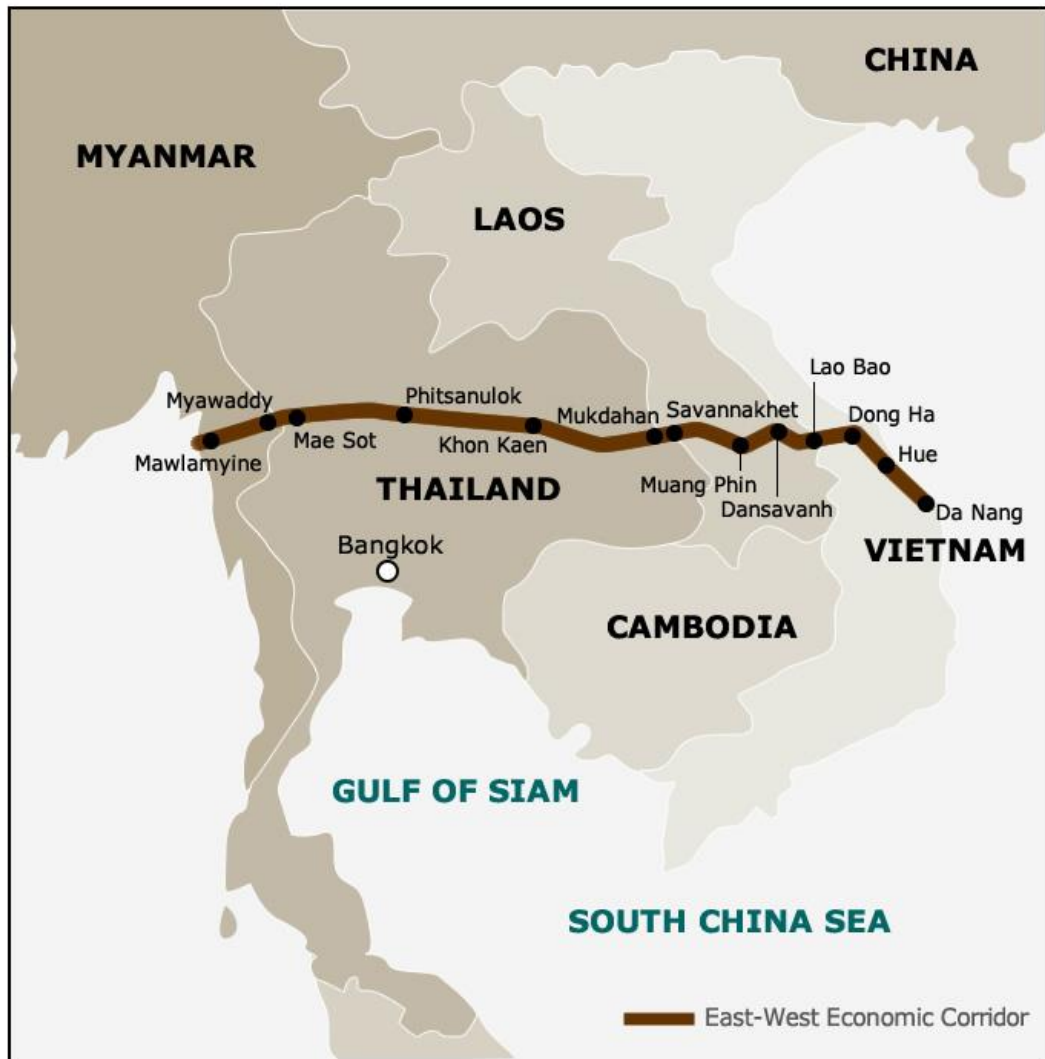 CHINA
MYANMAR
LAOS
Lao Bao
Myawaddy
Phitsanulok
Mukdahan
Savannakhet
Dong Ha
Mae Sot
Khon Kaen
Hue
Mawlamyine
THAILAND
Muang Phin
Dansavanh
Da Nang
Bangkok
VIETNAM
CAMBODIA
GULF OF SIAM
SOUTH CHINA SEA
East-West Economic Corridor